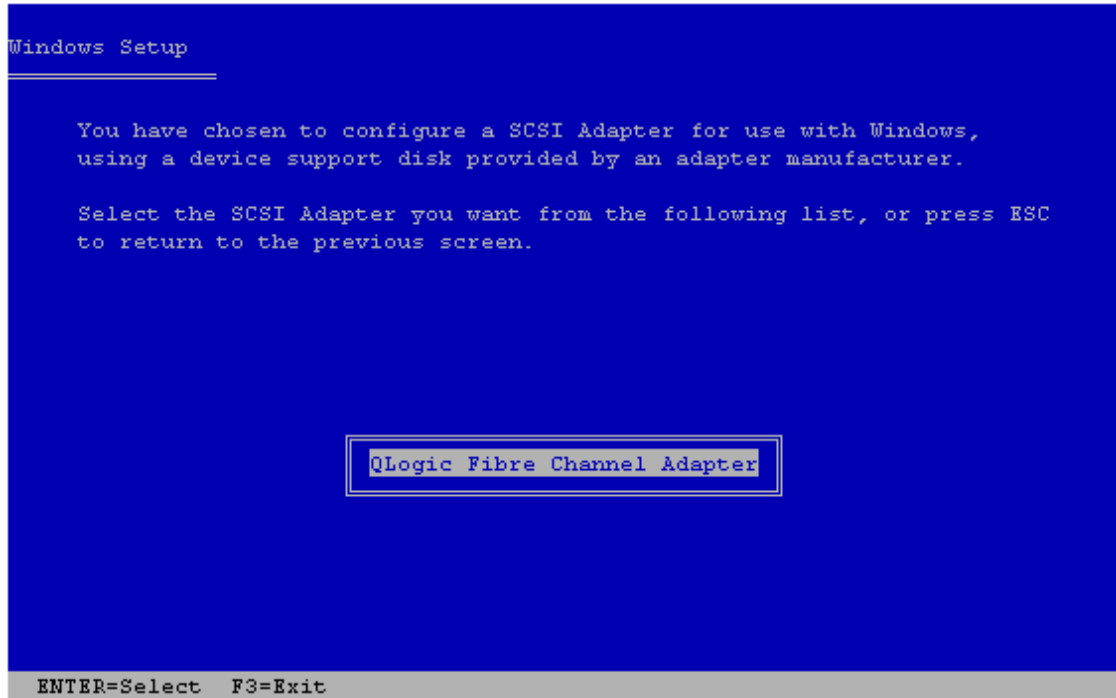 Windows Setup
You have chosen to configure a SCSI Adapter for use with Windows,
using a device support disk provided by an adapter manufacturer.
Select the SCSI Adapter you want from the following list, or press ESC
to return to the previous screen.
QLogic Fibre Channel Adapter
ENTER=Select F3=Exit